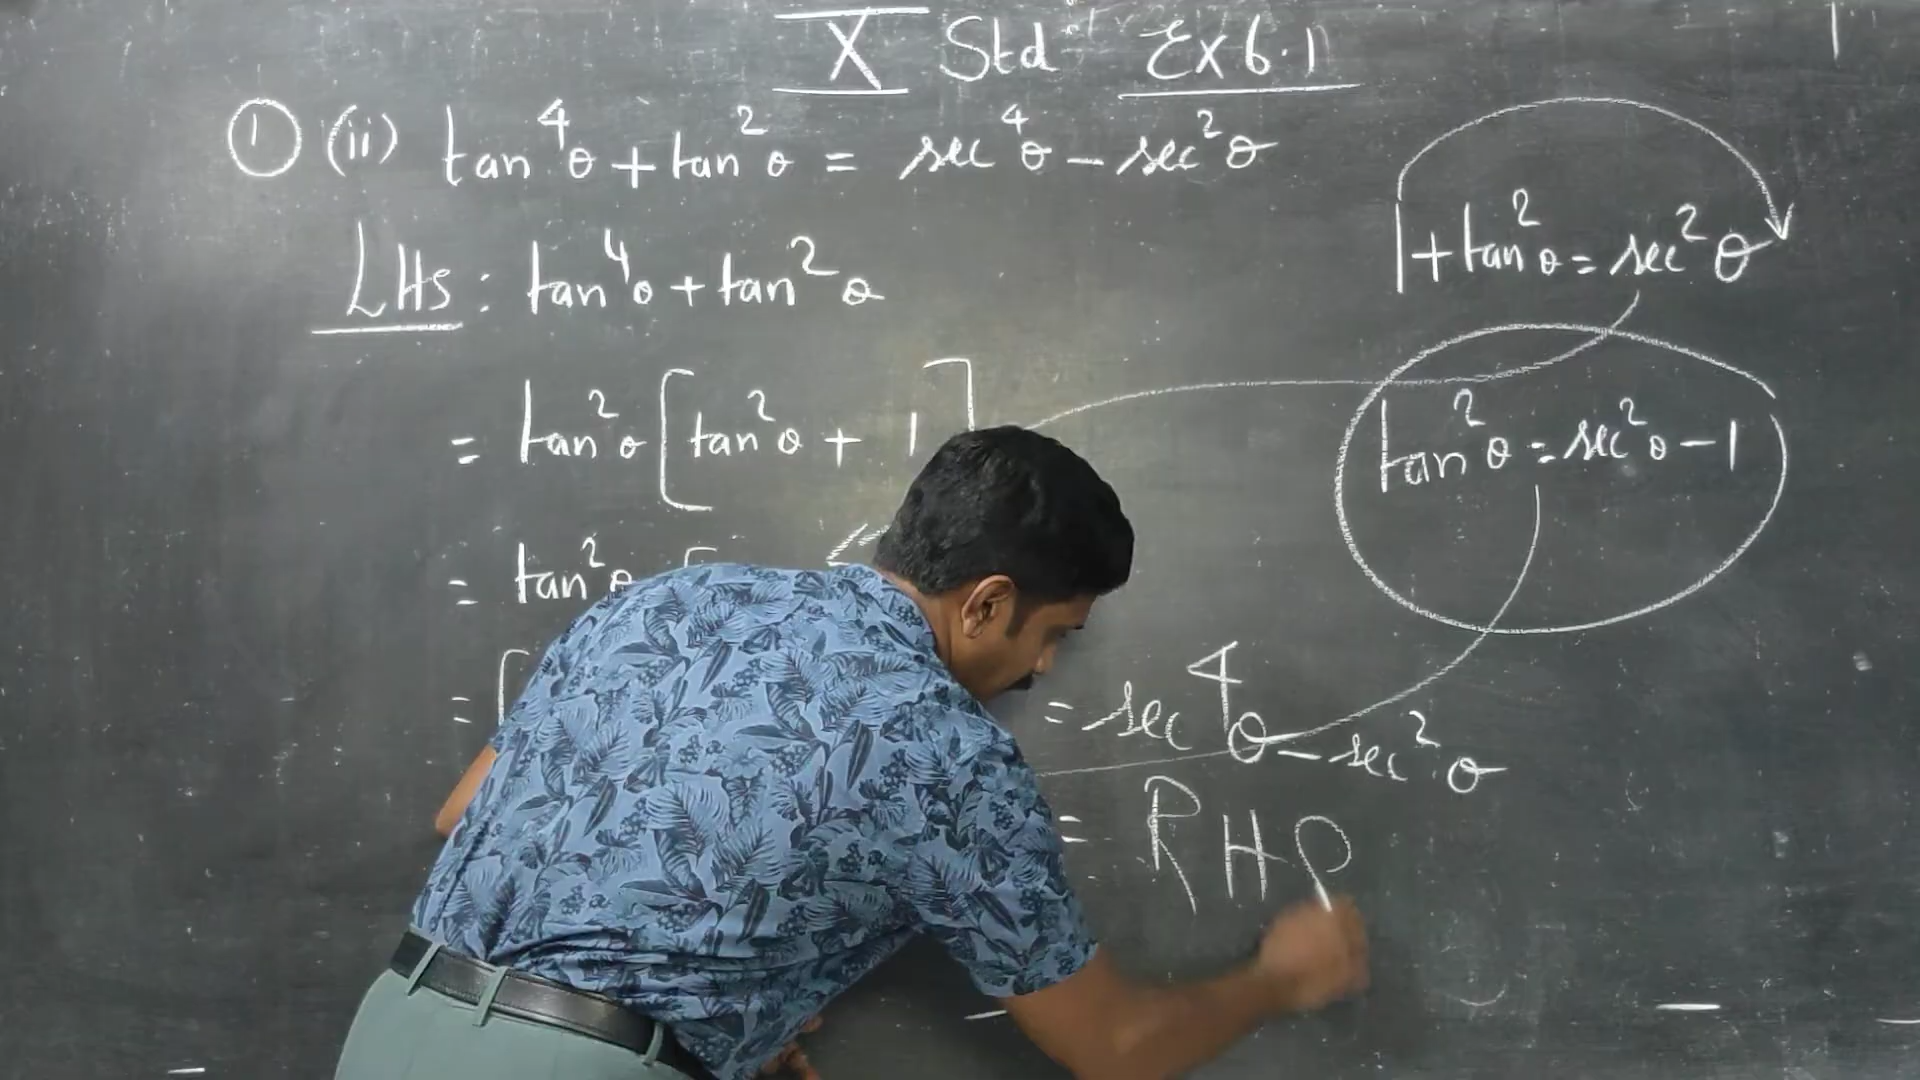 X Std Ex 6.1
① (ii) tan⁴θ + tan²θ = sec⁴θ - sec²θ
LHS : tan⁴θ + tan²θ
= tan²θ [tan²θ + 1]
= tan²θ [
= [
= sec⁴θ - sec²θ
= RH
1 + tan²θ = sec²θ
tan²θ = sec²θ - 1